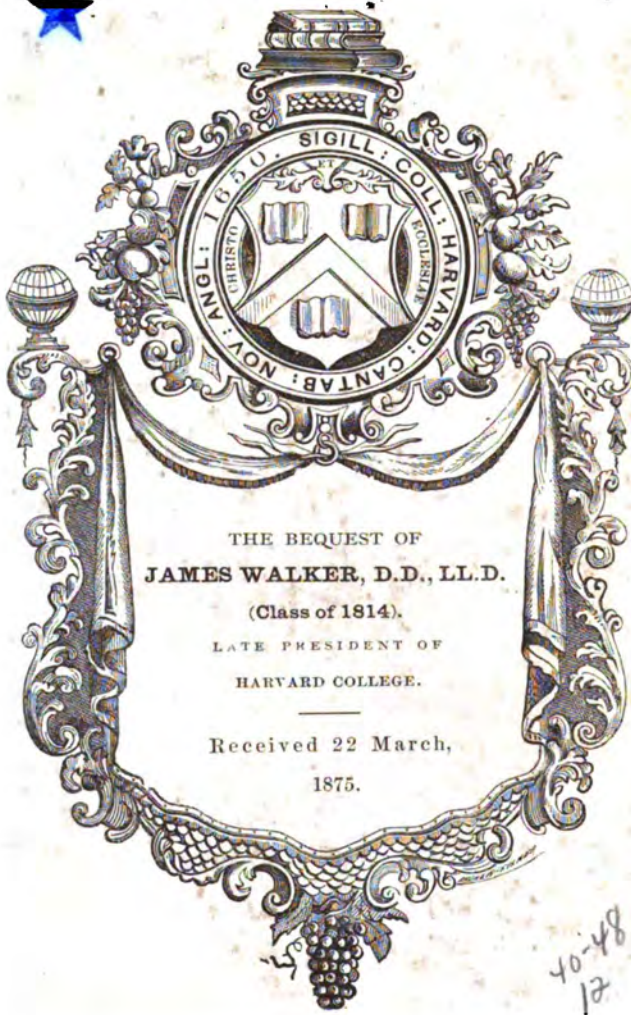 SIGILL: COLL: HARVARD: CANTAB: NOV: ANGL: 1650.
CHRISTO
ET
ECCLESIAE
THE BEQUEST OF
JAMES WALKER, D.D., LL.D.
(Class of 1814).
LATE PRESIDENT OF
HARVARD COLLEGE.
Received 22 March,
1875.
40-48
12